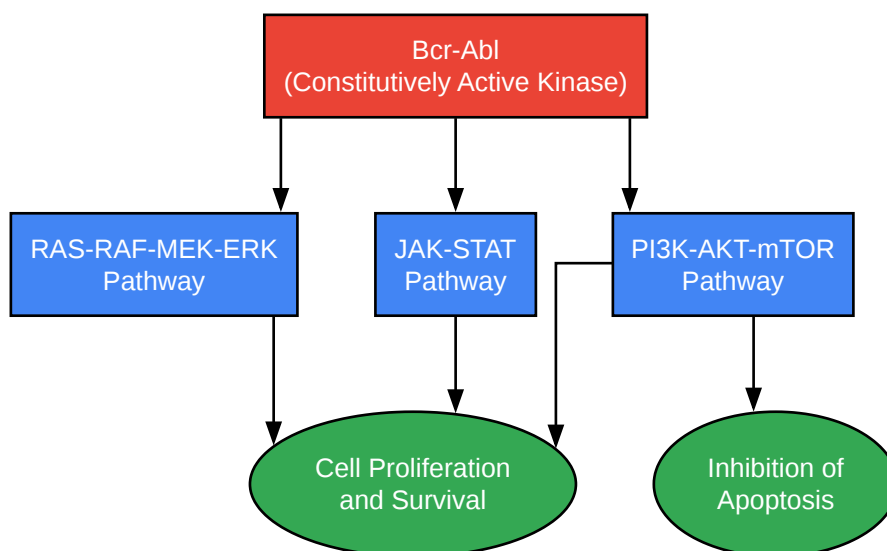 Bcr-Abl
(Constitutively Active Kinase)
RAS-RAF-MEK-ERK
Pathway
JAK-STAT
Pathway
PI3K-AKT-mTOR
Pathway
Cell Proliferation
and Survival
Inhibition of
Apoptosis